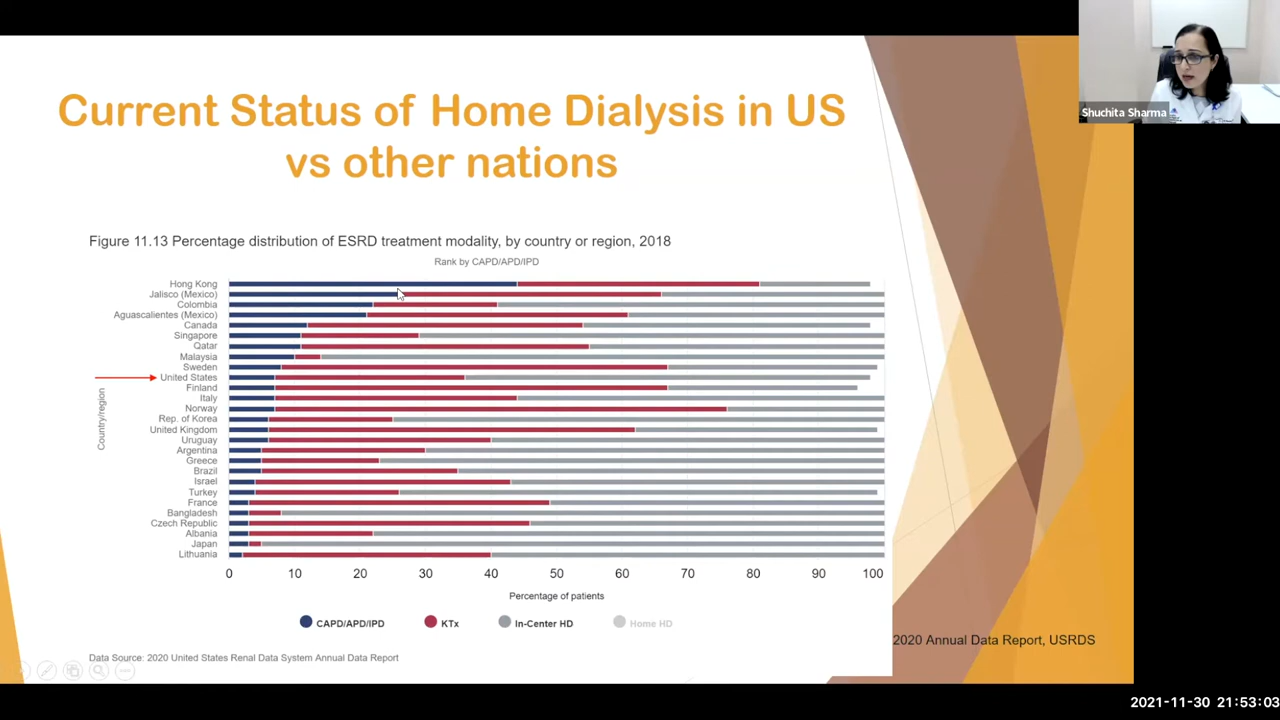 Shuchita Sharma
Current Status of Home Dialysis in US
vs other nations
Figure 11.13 Percentage distribution of ESRD treatment modality, by country or region, 2018
Rank by CAPD/APD/IPD
Country/region
Hong Kong
Jalisco (Mexico)
Colombia
Aguascalientes (Mexico)
Canada
Singapore
Qatar
Malaysia
Sweden
United States
Finland
Italy
Norway
Rep. of Korea
United Kingdom
Uruguay
Argentina
Greece
Brazil
Israel
Turkey
France
Bangladesh
Czech Republic
Albania
Japan
Lithuania
0 10 20 30 40 50 60 70 80 90 100
Percentage of patients
CAPD/APD/IPD KTx In-Center HD Home HD
2020 Annual Data Report, USRDS
Data Source: 2020 United States Renal Data System Annual Data Report
2021-11-30 21:53:03